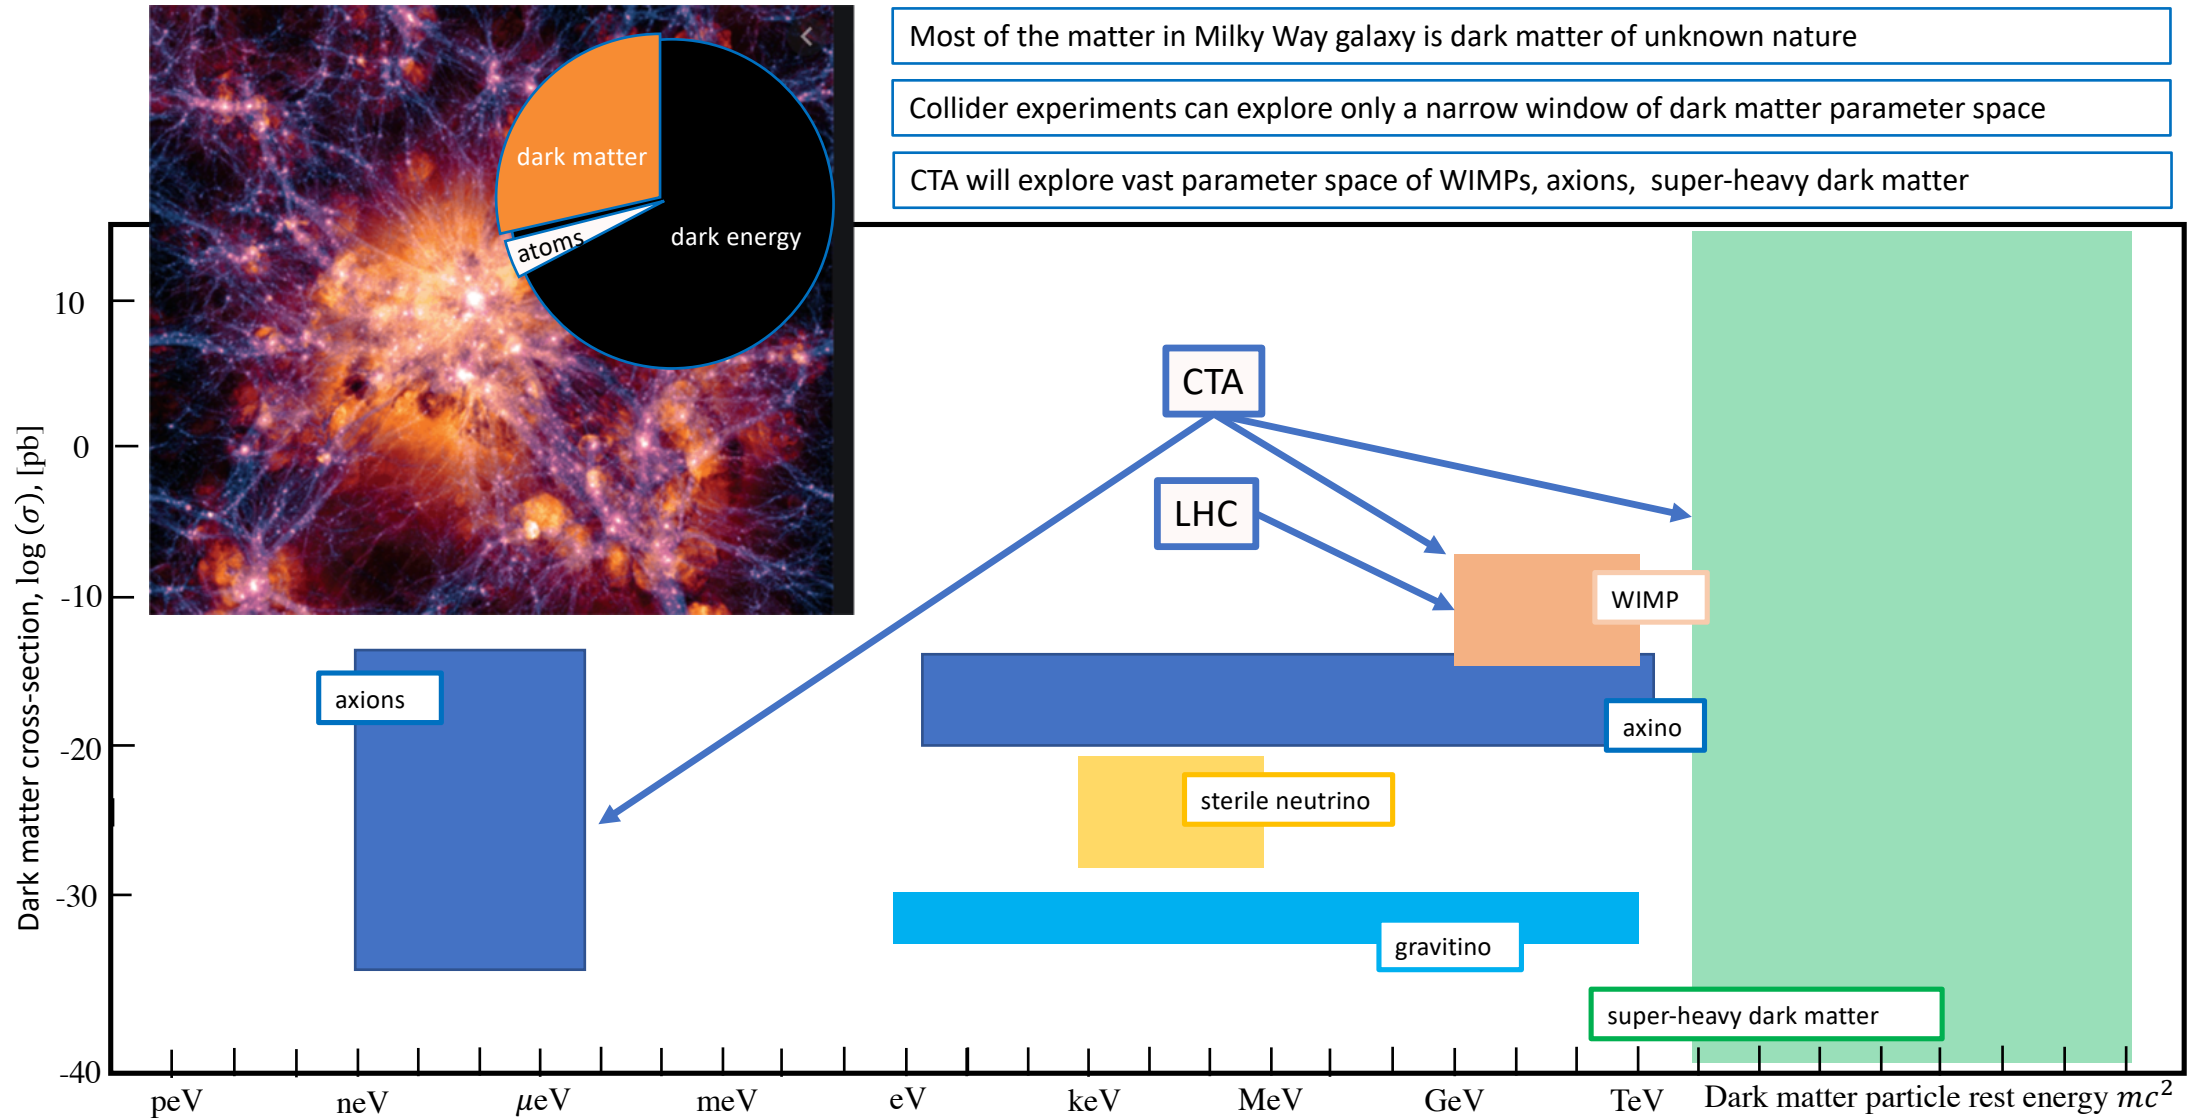 Most of the matter in Milky Way galaxy is dark matter of unknown nature
Collider experiments can explore only a narrow window of dark matter parameter space
CTA will explore vast parameter space of WIMPs, axions, super-heavy dark matter
dark matter
atoms
dark energy
Dark matter cross-section, log (σ), [pb]
10
0
-10
-20
-30
-40
CTA
LHC
WIMP
axions
axino
sterile neutrino
gravitino
super-heavy dark matter
peV
neV
μeV
meV
eV
keV
MeV
GeV
TeV
Dark matter particle rest energy mc²